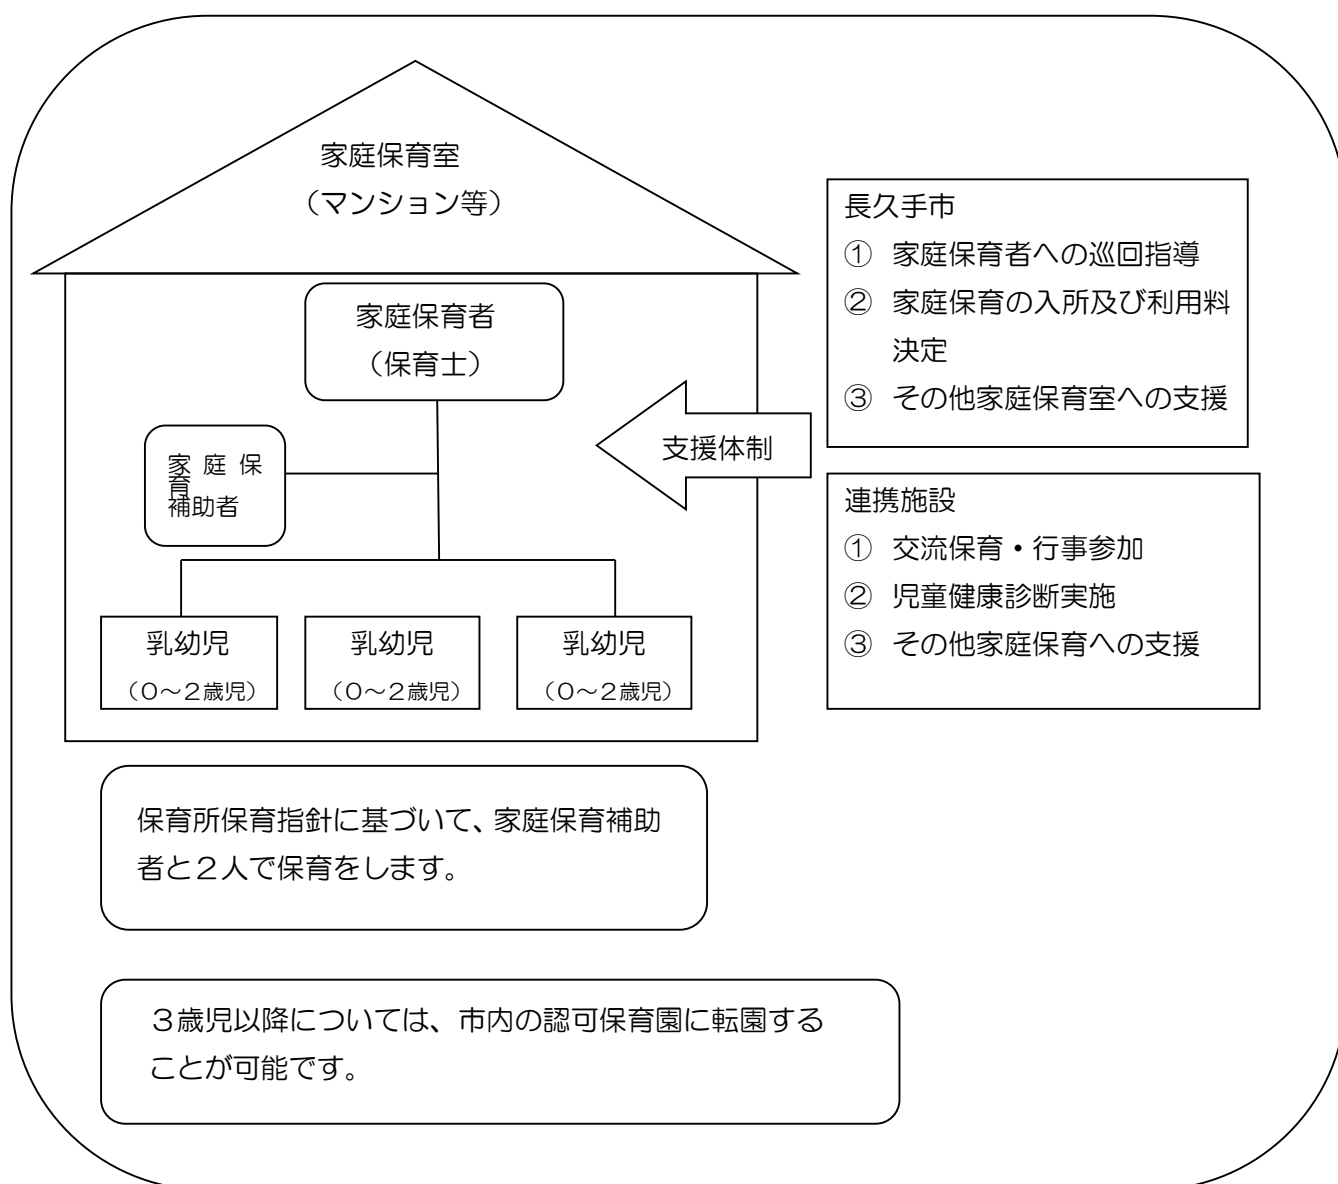 家庭保育室
（マンション等）
家庭保育者
（保育士）
家庭保
育
補助者
乳幼児
（０～２歳児）
乳幼児
（０～２歳児）
乳幼児
（０～２歳児）
支援体制
長久手市
① 家庭保育者への巡回指導
② 家庭保育の入所及び利用料
決定
③ その他家庭保育室への支援
連携施設
① 交流保育・行事参加
② 児童健康診断実施
③ その他家庭保育への支援
保育所保育指針に基づいて、家庭保育補助
者と２人で保育をします。
３歳児以降については、市内の認可保育園に転園する
ことが可能です。